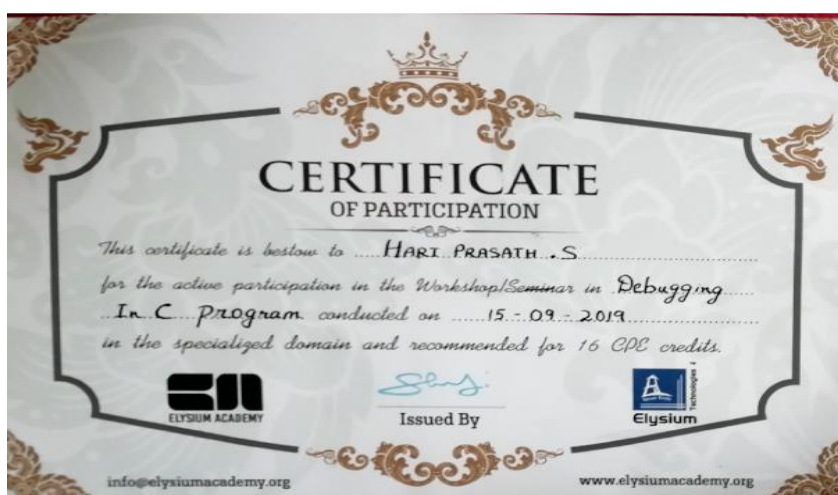 CERTIFICATE
OF PARTICIPATION
This certificate is bestow to HARI PRASATH .S
for the active participation in the Workshop/Seminar in Debugging
In C Program conducted on 15-09-2019
in the specialized domain and recommended for 16 CPE credits.
ELYSIUM ACADEMY
Issued By
Elysium
Technologies
info@elysiumacademy.org
www.elysiumacademy.org